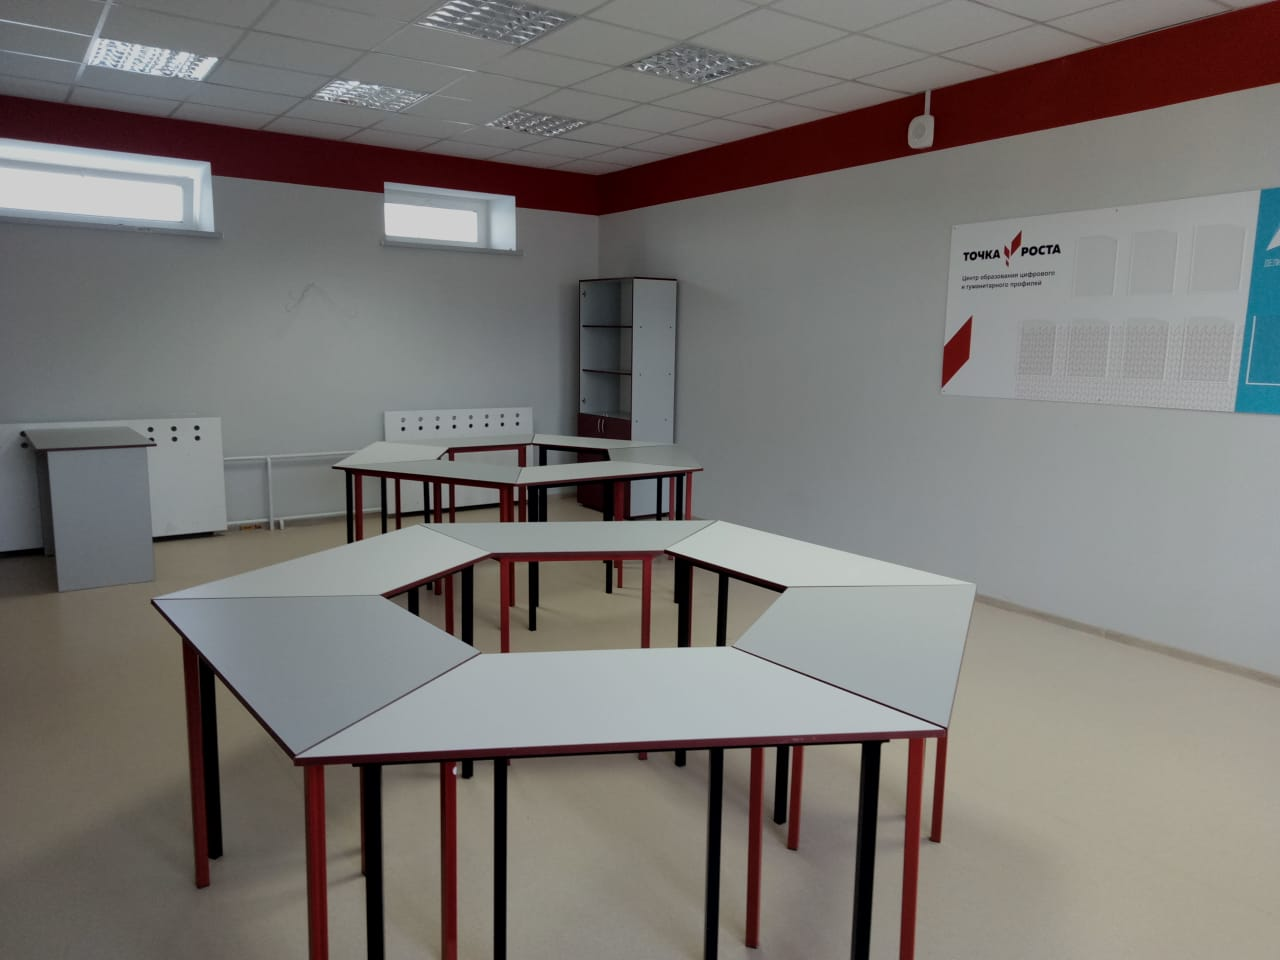 ТОЧКА РОСТА
Центр образования цифрового
и гуманитарного профилей